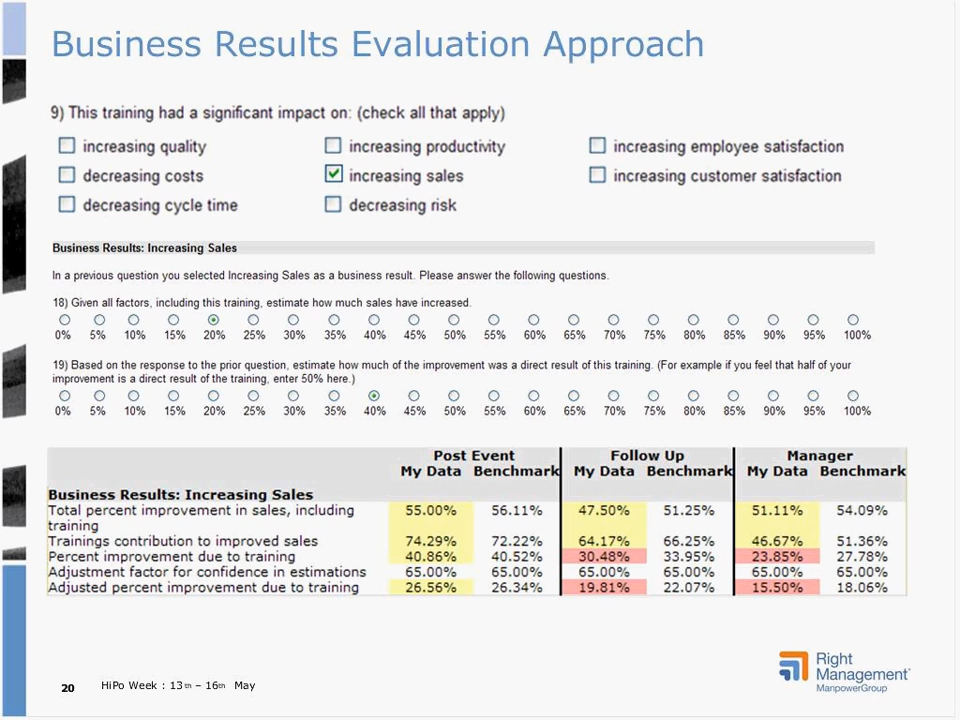 Business Results Evaluation Approach
9) This training had a significant impact on: (check all that apply)
increasing quality increasing productivity increasing employee satisfaction
decreasing costs increasing sales increasing customer satisfaction
decreasing cycle time decreasing risk
Business Results: Increasing Sales
In a previous question you selected Increasing Sales as a business result. Please answer the following questions.
18) Given all factors, including this training, estimate how much sales have increased.
0% 5% 10% 15% 20% 25% 30% 35% 40% 45% 50% 55% 60% 65% 70% 75% 80% 85% 90% 95% 100%
19) Based on the response to the prior question, estimate how much of the improvement was a direct result of this training. (For example if you feel that half of your
improvement is a direct result of the training, enter 50% here.)
0% 5% 10% 15% 20% 25% 30% 35% 40% 45% 50% 55% 60% 65% 70% 75% 80% 85% 90% 95% 100%
Post Event Follow Up Manager
My Data Benchmark My Data Benchmark My Data Benchmark
Business Results: Increasing Sales
Total percent improvement in sales, including 55.00% 56.11% 47.50% 51.25% 51.11% 54.09%
training
Trainings contribution to improved sales 74.29% 72.22% 64.17% 66.25% 46.67% 51.36%
Percent improvement due to training 40.86% 40.52% 30.48% 33.95% 23.85% 27.78%
Adjustment factor for confidence in estimations 65.00% 65.00% 65.00% 65.00% 65.00% 65.00%
Adjusted percent improvement due to training 26.56% 26.34% 19.81% 22.07% 15.50% 18.06%
20 HiPo Week : 13th – 16th May
Right
Management
ManpowerGroup